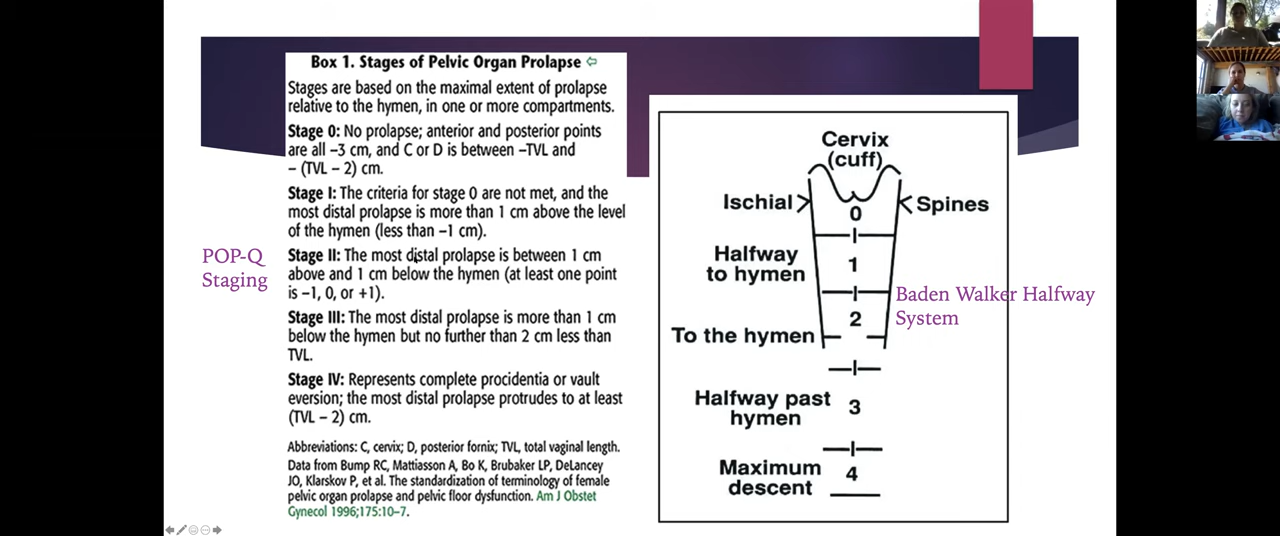 Box 1. Stages of Pelvic Organ Prolapse ⇦
Stages are based on the maximal extent of prolapse
relative to the hymen, in one or more compartments.
Stage 0: No prolapse; anterior and posterior points
are all –3 cm, and C or D is between –TVL and
– (TVL – 2) cm.
Stage I: The criteria for stage 0 are not met, and the
most distal prolapse is more than 1 cm above the level
of the hymen (less than –1 cm).
POP-Q
Staging
Stage II: The most distal prolapse is between 1 cm
above and 1 cm below the hymen (at least one point
is –1, 0, or +1).
Stage III: The most distal prolapse is more than 1 cm
below the hymen but no further than 2 cm less than
TVL.
Stage IV: Represents complete procidentia or vault
eversion; the most distal prolapse protrudes to at least
(TVL – 2) cm.
Abbreviations: C, cervix; D, posterior fornix; TVL, total vaginal length.
Data from Bump RC, Mattiasson A, Bo K, Brubaker LP, DeLancey
JO, Klarskov P, et al. The standardization of terminology of female
pelvic organ prolapse and pelvic floor dysfunction. Am J Obstet
Gynecol 1996;175:10–7.
Cervix
(cuff)
Ischial
Spines
0
Halfway
to hymen
1
Baden Walker Halfway
System
2
To the hymen
Halfway past
hymen
3
Maximum
descent
4